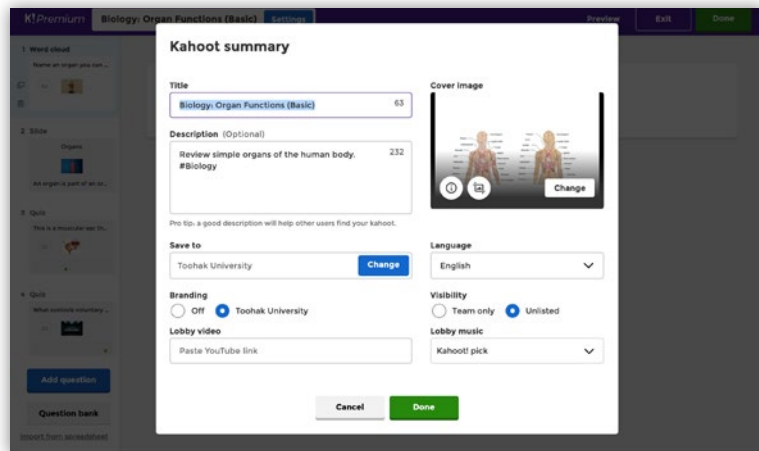 K! Premium
Biology: Organ Functions (Basic)
Settings
Preview
Exit
Done
1 Word cloud
Name an organ you can ...
2 Slide
Organs
An organ is part of an or...
3 Quiz
This is a muscular sac th...
4 Quiz
What controls voluntary ...
Add question
Question bank
Import from spreadsheet
Kahoot summary
Title
Biology: Organ Functions (Basic)
63
Description (Optional)
Review simple organs of the human body.
232
#Biology
Pro tip: a good description will help other users find your kahoot.
Cover image
Change
Save to
Toohak University
Change
Language
English
Branding
Off
Toohak University
Visibility
Team only
Unlisted
Lobby video
Paste YouTube link
Lobby music
Kahoot! pick
Cancel
Done